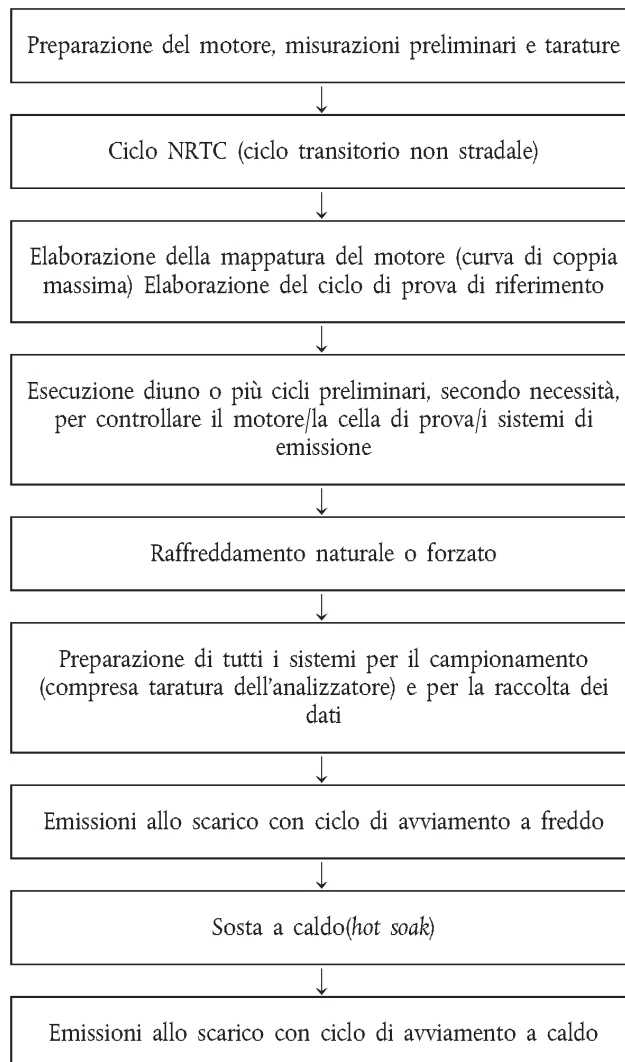 Preparazione del motore, misurazioni preliminari e tarature
↓
Ciclo NRTC (ciclo transitorio non stradale)
↓
Elaborazione della mappatura del motore (curva di coppia
massima) Elaborazione del ciclo di prova di riferimento
↓
Esecuzione diuno o più cicli preliminari, secondo necessità,
per controllare il motore/la cella di prova/i sistemi di
emissione
↓
Raffreddamento naturale o forzato
↓
Preparazione di tutti i sistemi per il campionamento
(compresa taratura dell'analizzatore) e per la raccolta dei
dati
↓
Emissioni allo scarico con ciclo di avviamento a freddo
↓
Sosta a caldo(hot soak)
↓
Emissioni allo scarico con ciclo di avviamento a caldo